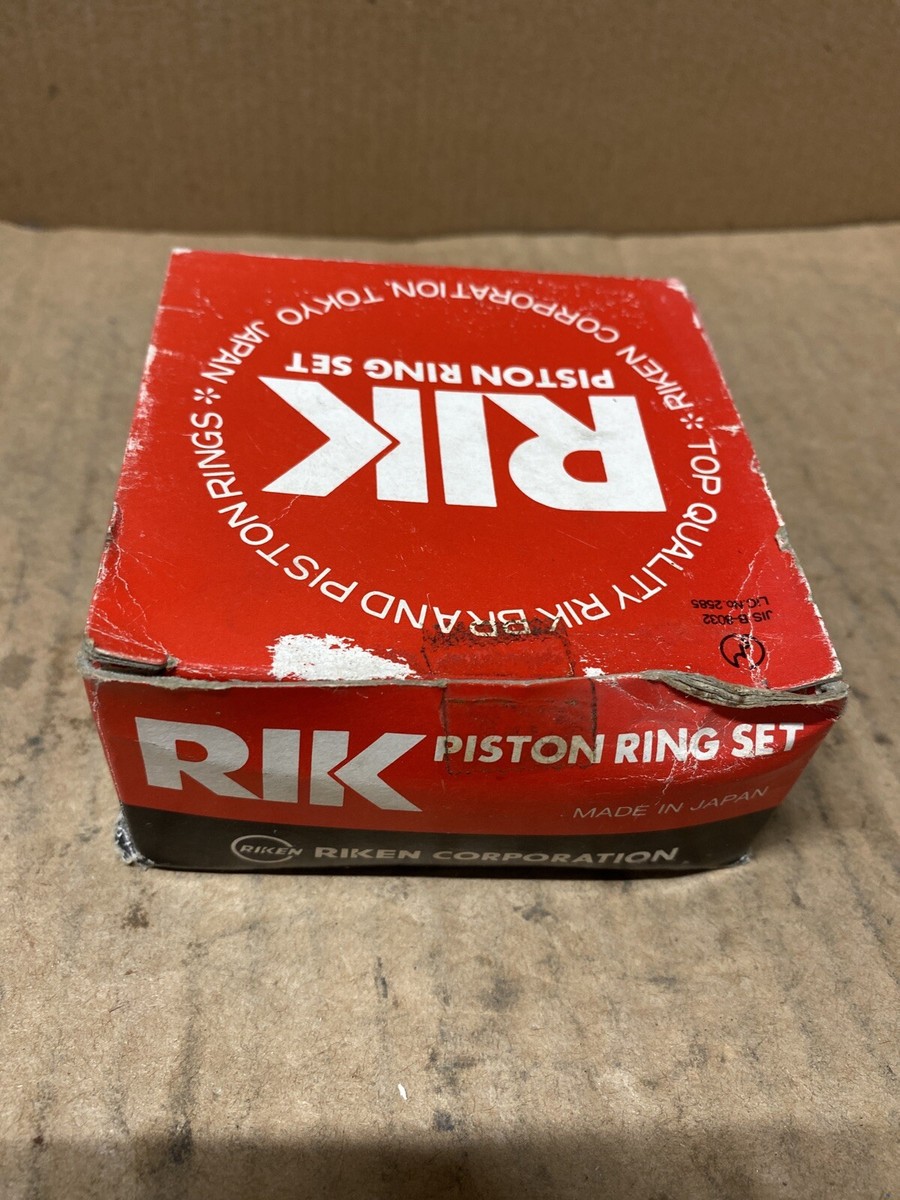 RIK
PISTON RING SET
TOP QUALITY RIK BRAND PISTON RINGS
* RIKEN CORPORATION, TOKYO JAPAN *
JIS-B-8032
LIC.No.2585
RIK PISTON RING SET
MADE IN JAPAN
RIKEN RIKEN CORPORATION